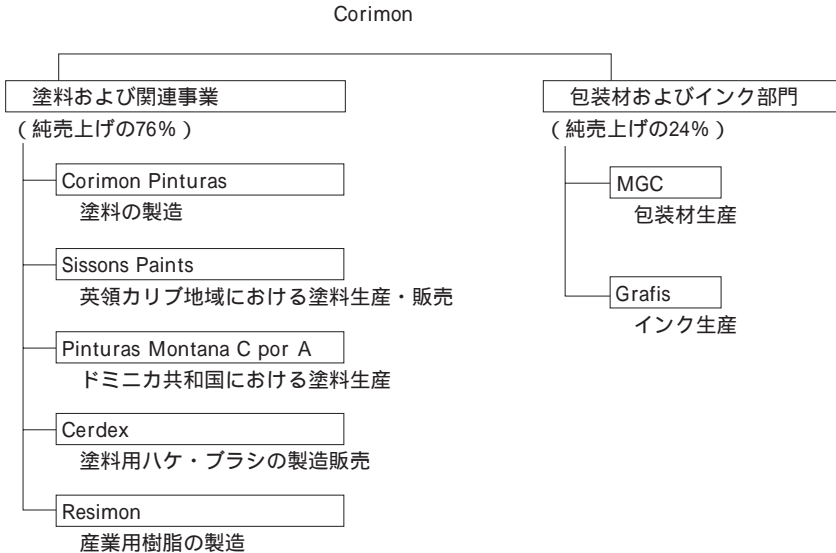 Corimon
塗料および関連事業
(純売上げの76%)
Corimon Pinturas
塗料の製造
Sissons Paints
英領カリブ地域における塗料生産・販売
Pinturas Montana C por A
ドミニカ共和国における塗料生産
Cerdex
塗料用ハケ・ブラシの製造販売
Resimon
産業用樹脂の製造
包装材およびインク部門
(純売上げの24%)
MGC
包装材生産
Grafis
インク生産